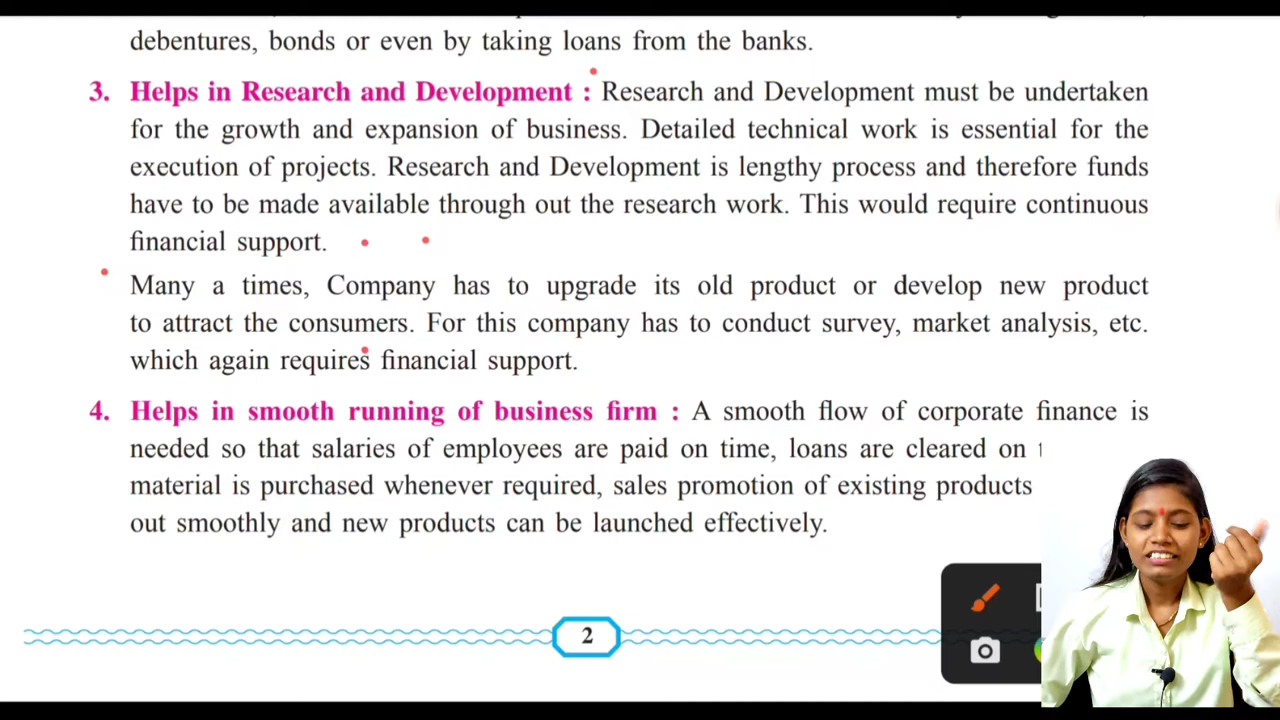 debentures, bonds or even by taking loans from the banks.
3. Helps in Research and Development : Research and Development must be undertaken
for the growth and expansion of business. Detailed technical work is essential for the
execution of projects. Research and Development is lengthy process and therefore funds
have to be made available through out the research work. This would require continuous
financial support.
Many a times, Company has to upgrade its old product or develop new product
to attract the consumers. For this company has to conduct survey, market analysis, etc.
which again requires financial support.
4. Helps in smooth running of business firm : A smooth flow of corporate finance is
needed so that salaries of employees are paid on time, loans are cleared on
material is purchased whenever required, sales promotion of existing products
out smoothly and new products can be launched effectively.
2